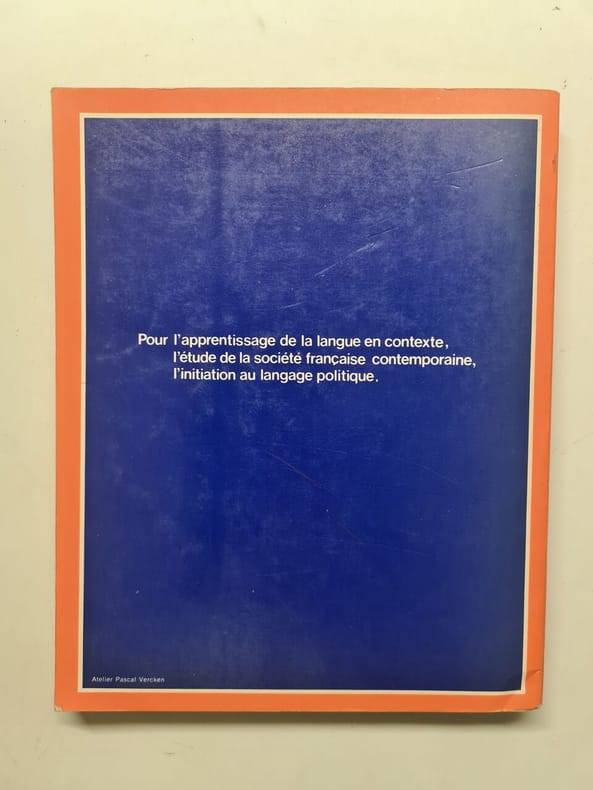 Pour l'apprentissage de la langue en contexte,
l'étude de la société française contemporaine,
l'initiation au langage politique.
Atelier Pascal Vercken